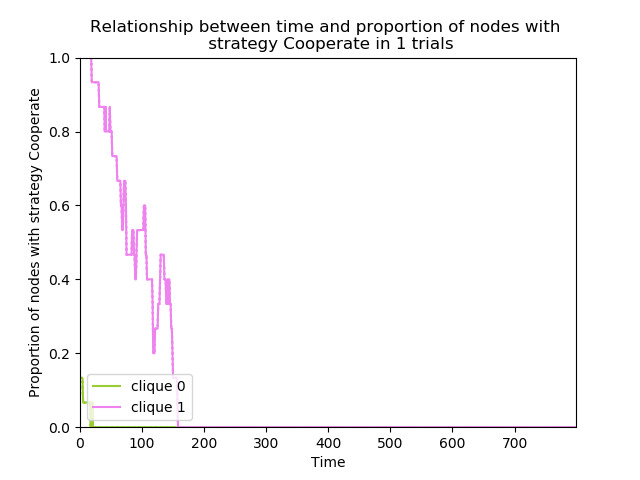 Relationship between time and proportion of nodes with
strategy Cooperate in 1 trials
Proportion of nodes with strategy Cooperate
1.0
0.8
0.6
0.4
0.2
0.0
clique 0
clique 1
0 100 200 300 400 500 600 700
Time